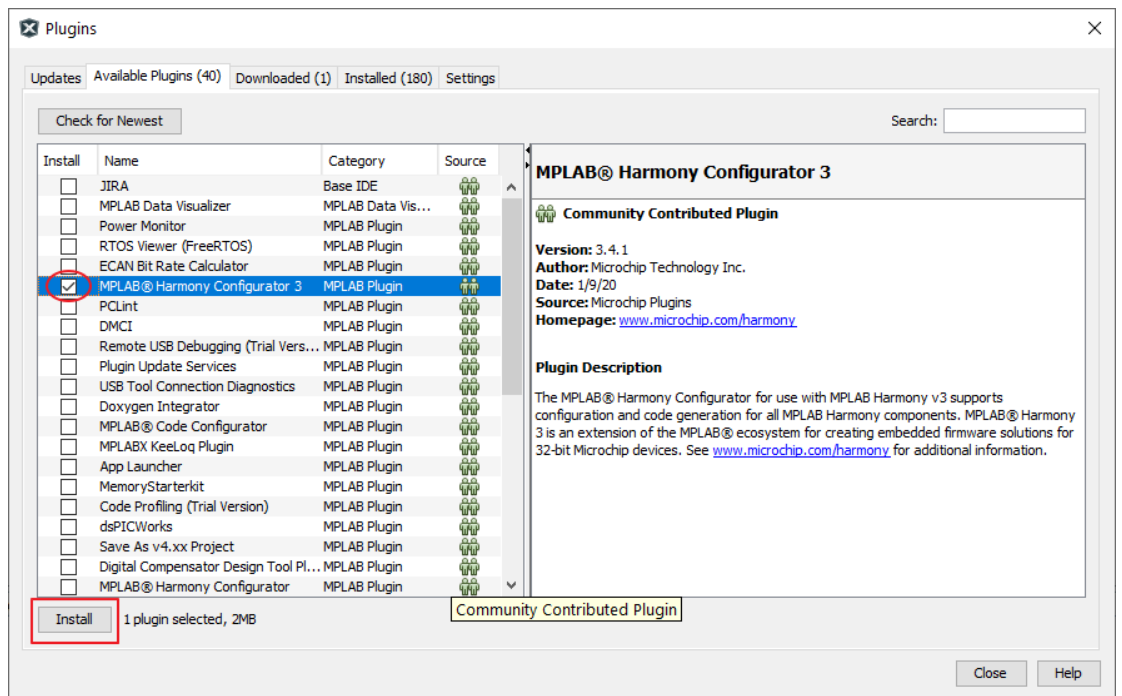 Plugins
Updates Available Plugins (40) Downloaded (1) Installed (180) Settings
Check for Newest Search:
Install Name Category Source
JIRA Base IDE
MPLAB Data Visualizer MPLAB Data Vis...
Power Monitor MPLAB Plugin
RTOS Viewer (FreeRTOS) MPLAB Plugin
ECAN Bit Rate Calculator MPLAB Plugin
MPLAB® Harmony Configurator 3 MPLAB Plugin
PCLint MPLAB Plugin
DMCI MPLAB Plugin
Remote USB Debugging (Trial Vers... MPLAB Plugin
Plugin Update Services MPLAB Plugin
USB Tool Connection Diagnostics MPLAB Plugin
Doxygen Integrator MPLAB Plugin
MPLAB® Code Configurator MPLAB Plugin
MPLABX KeeLoq Plugin MPLAB Plugin
App Launcher MPLAB Plugin
MemoryStarterkit MPLAB Plugin
Code Profiling (Trial Version) MPLAB Plugin
dsPICWorks MPLAB Plugin
Save As v4.xx Project MPLAB Plugin
Digital Compensator Design Tool Pl... MPLAB Plugin
MPLAB® Harmony Configurator MPLAB Plugin
MPLAB® Harmony Configurator 3
Community Contributed Plugin
Version: 3.4.1
Author: Microchip Technology Inc.
Date: 1/9/20
Source: Microchip Plugins
Homepage: www.microchip.com/harmony
Plugin Description
The MPLAB® Harmony Configurator for use with MPLAB Harmony v3 supports
configuration and code generation for all MPLAB Harmony components. MPLAB® Harmony
3 is an extension of the MPLAB® ecosystem for creating embedded firmware solutions for
32-bit Microchip devices. See www.microchip.com/harmony for additional information.
Community Contributed Plugin
Install 1 plugin selected, 2MB
Close Help